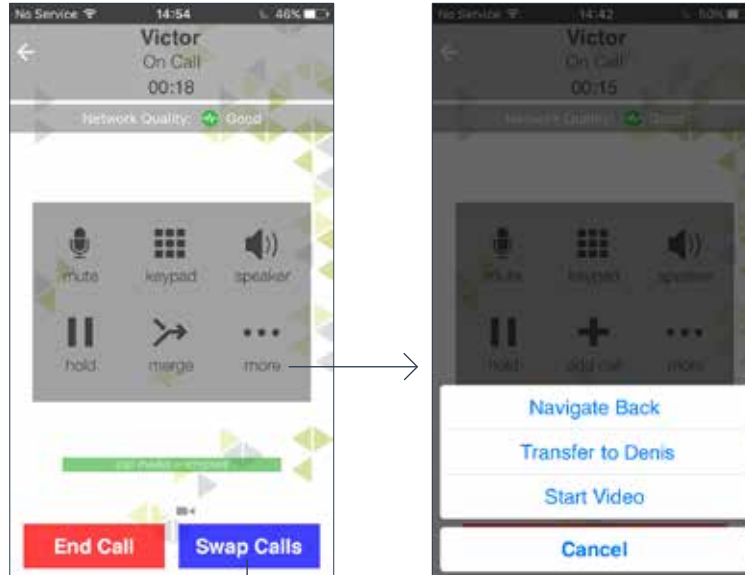 No Service 14:54 46%
Victor
On Call
00:18
Network Quality: Good
mute keypad speaker
hold merge more
End Call Swap Calls
No Service 14:42 50%
Victor
On Call
00:15
Network Quality: Good
mute keypad speaker
hold add call more
Navigate Back
Transfer to Denis
Start Video
Cancel